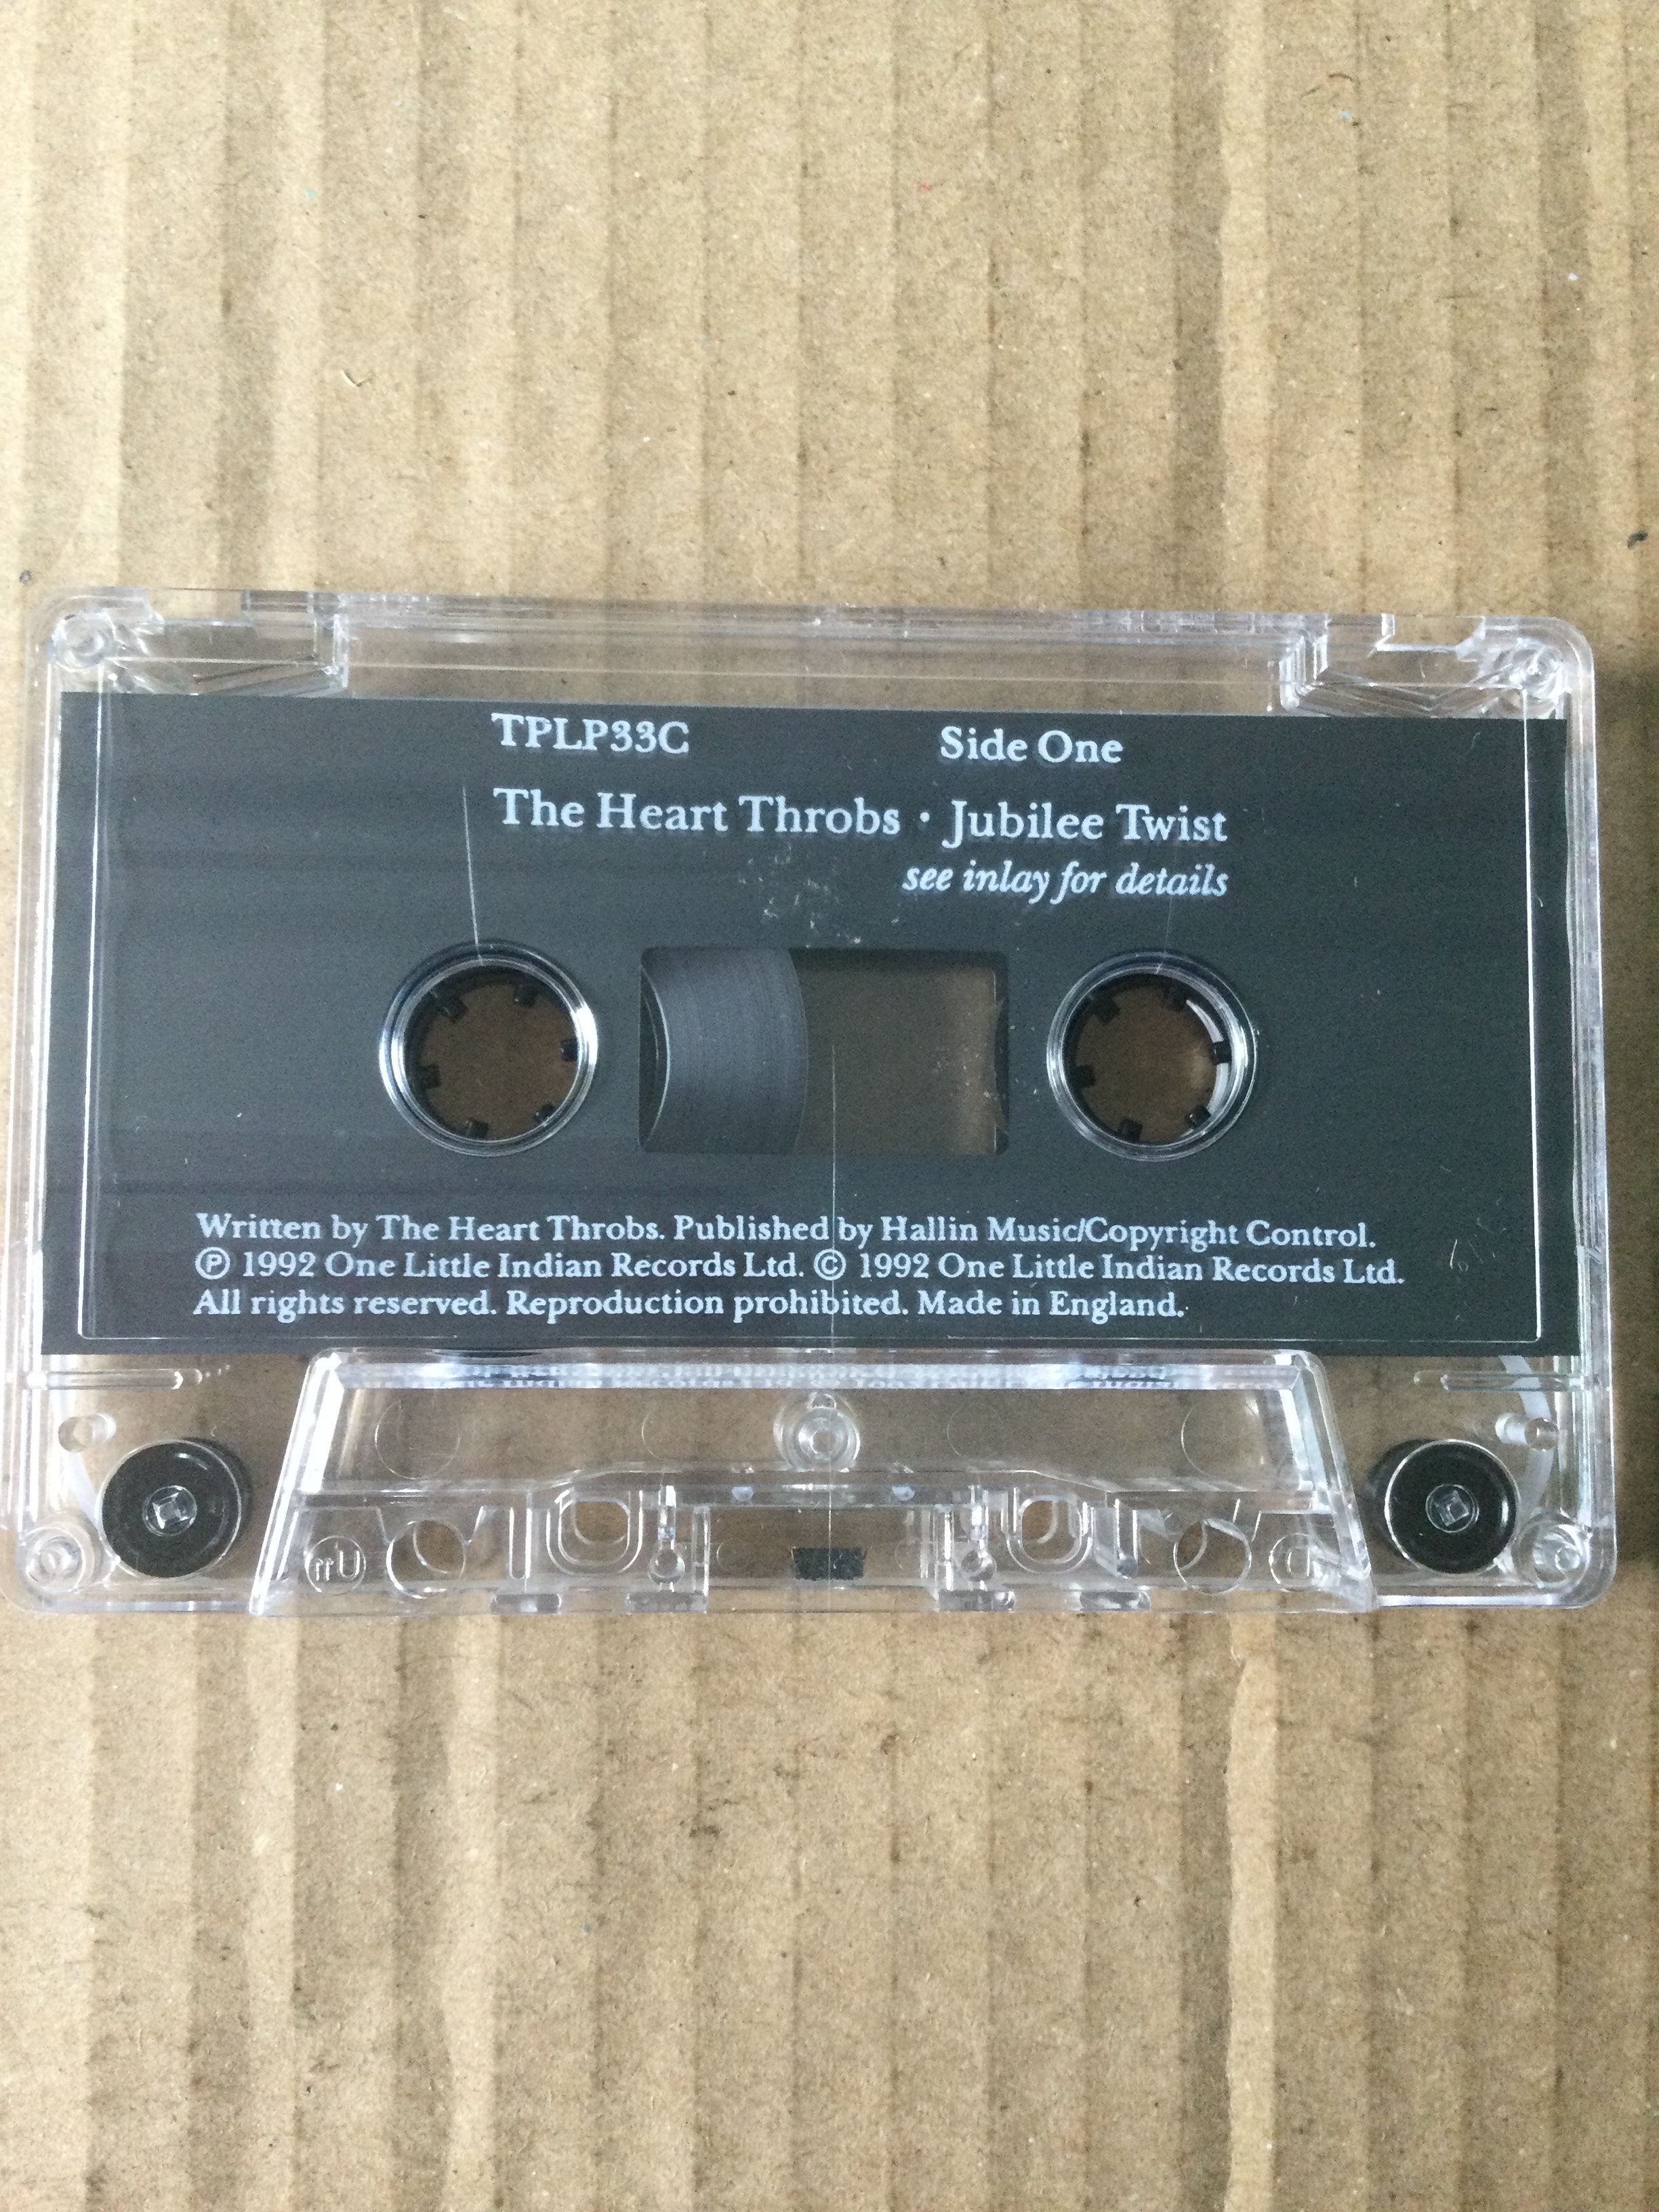 TPLP33C Side One
The Heart Throbs · Jubilee Twist
see inlay for details
Written by The Heart Throbs. Published by Hallin Music/Copyright Control.
℗ 1992 One Little Indian Records Ltd. © 1992 One Little Indian Records Ltd.
All rights reserved. Reproduction prohibited. Made in England.